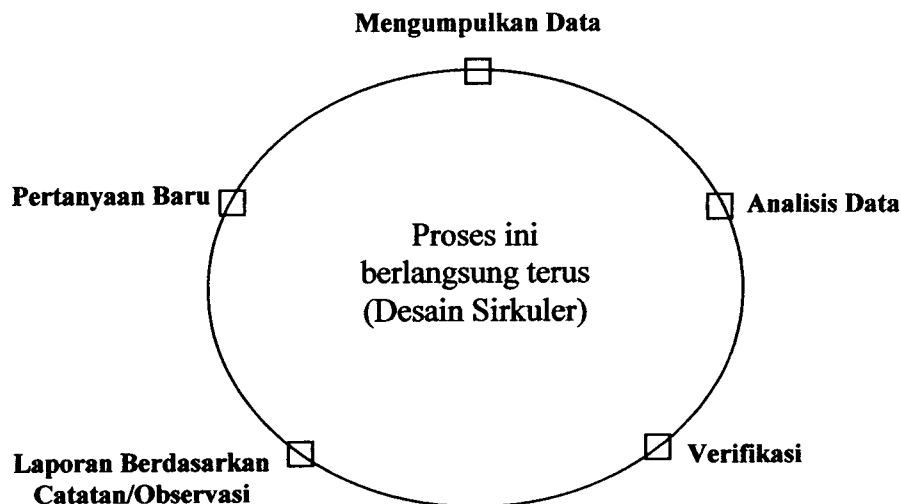 Mengumpulkan Data
Pertanyaan Baru
Analisis Data
Proses ini
berlangsung terus
(Desain Sirkuler)
Laporan Berdasarkan
Catatan/Observasi
Verifikasi